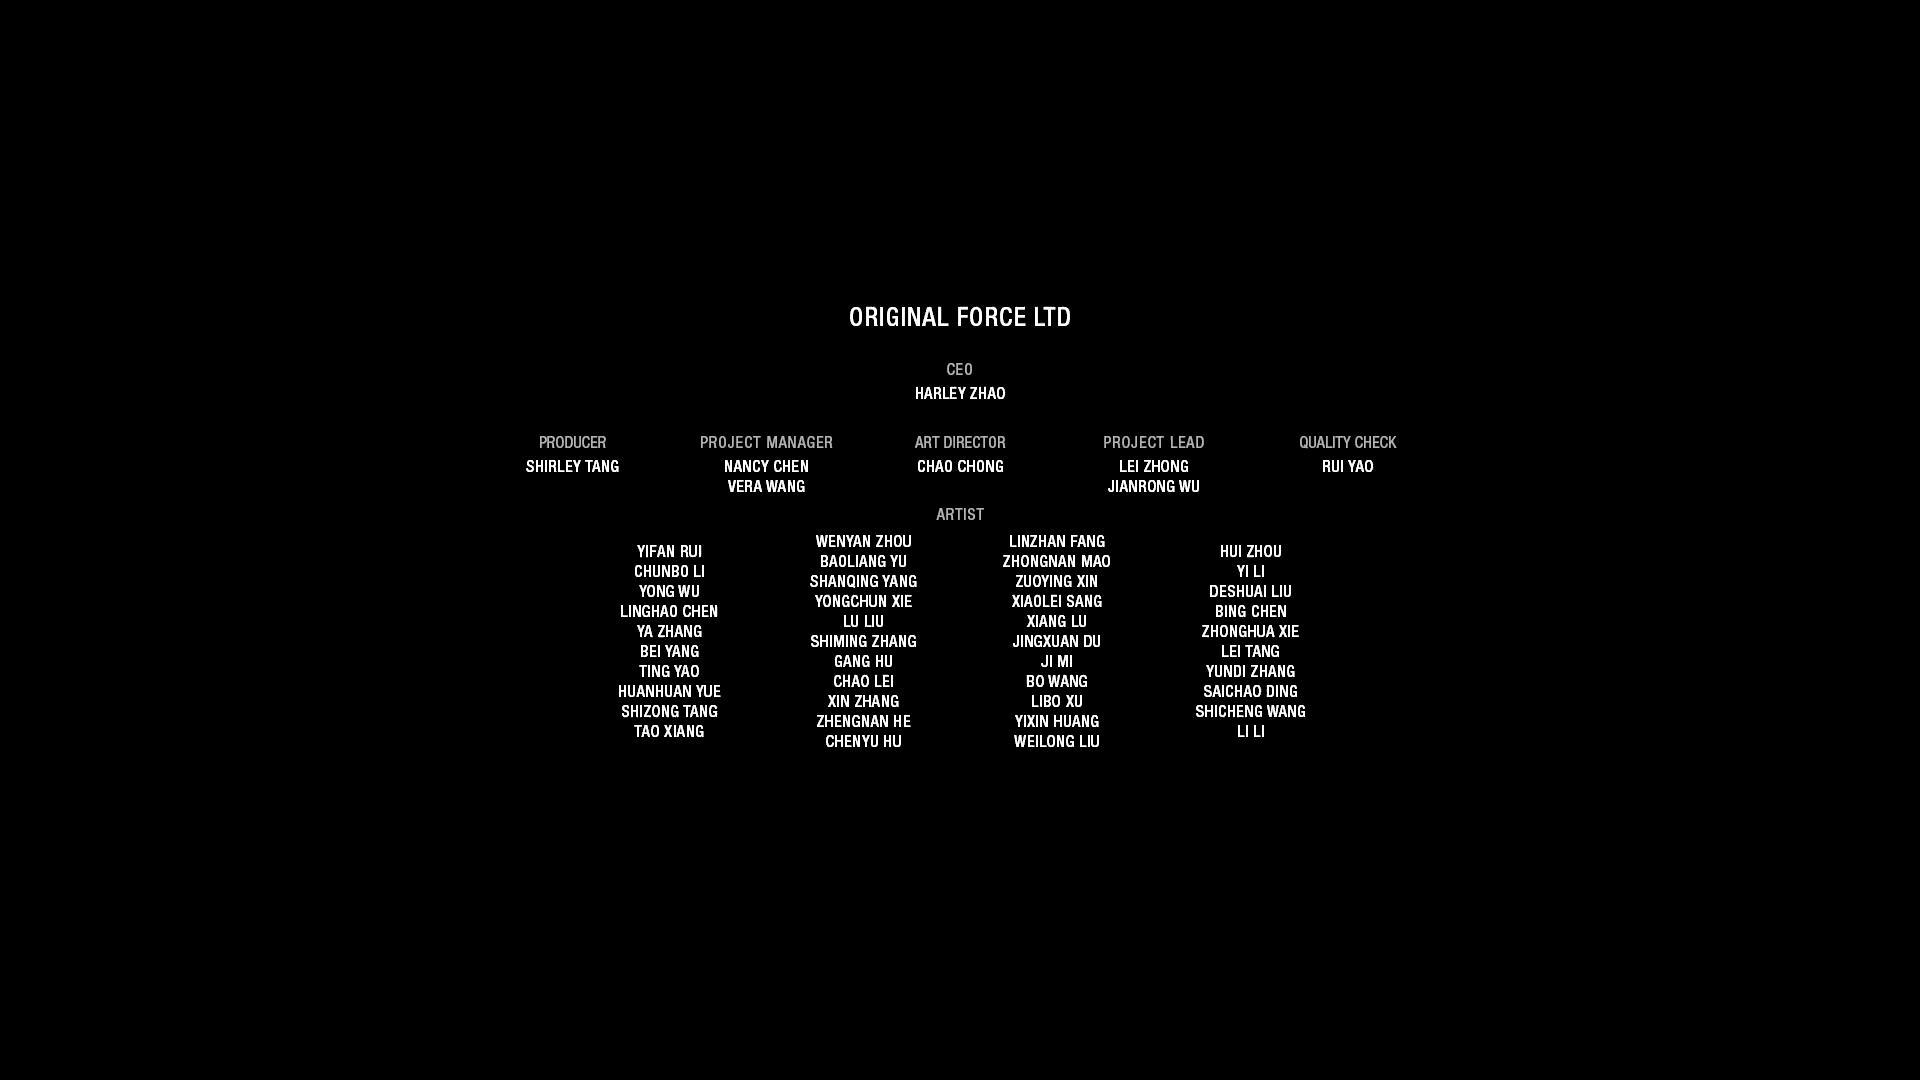 ORIGINAL FORCE LTD
CEO
HARLEY ZHAO
PRODUCER
SHIRLEY TANG
PROJECT MANAGER
NANCY CHEN
VERA WANG
ART DIRECTOR
CHAO CHONG
PROJECT LEAD
LEI ZHONG
JIANRONG WU
QUALITY CHECK
RUI YAO
ARTIST
YIFAN RUI
CHUNBO LI
YONG WU
LINGHAO CHEN
YA ZHANG
BEI YANG
TING YAO
HUANHUAN YUE
SHIZONG TANG
TAO XIANG
WENYAN ZHOU
BAOLIANG YU
SHANQING YANG
YONGCHUN XIE
LU LIU
SHIMING ZHANG
GANG HU
CHAO LEI
XIN ZHANG
ZHENGNAN HE
CHENYU HU
LINZHAN FANG
ZHONGNAN MAO
ZUOYING XIN
XIAOLEI SANG
XIANG LU
JINGXUAN DU
JI MI
BO WANG
LIBO XU
YIXIN HUANG
WEILONG LIU
HUI ZHOU
YI LI
DESHUAI LIU
BING CHEN
ZHONGHUA XIE
LEI TANG
YUNDI ZHANG
SAICHAO DING
SHICHENG WANG
LI LI